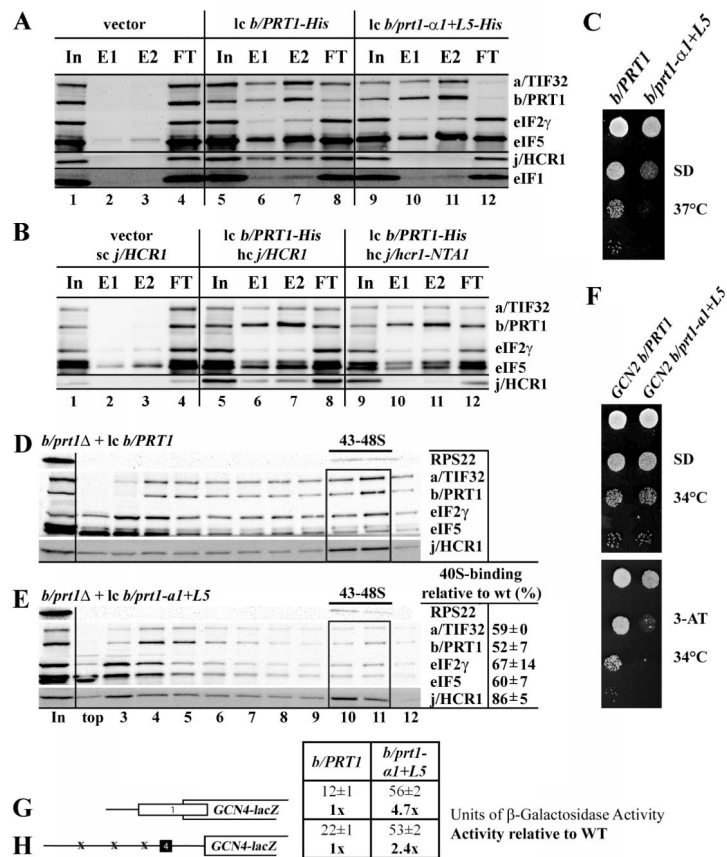 A
vector
lc b/PRT1-His
lc b/prt1-α1+L5-His
In E1 E2 FT In E1 E2 FT In E1 E2 FT
a/TIF32
b/PRT1
eIF2γ
eIF5
j/HCR1
eIF1
1 2 3 4 5 6 7 8 9 10 11 12
B
vector
sc j/HCR1
lc b/PRT1-His
hc j/HCR1
lc b/PRT1-His
hc j/hcr1-NTA1
In E1 E2 FT In E1 E2 FT In E1 E2 FT
a/TIF32
b/PRT1
eIF2γ
eIF5
j/HCR1
1 2 3 4 5 6 7 8 9 10 11 12
C
b/PRT1
b/prt1-α1+L5
SD
37°C
D
b/prt1Δ + lc b/PRT1
43-48S
RPS22
a/TIF32
b/PRT1
eIF2γ
eIF5
j/HCR1
E
b/prt1Δ + lc b/prt1-a1+L5
43-48S
40S-binding
relative to wt (%)
RPS22
a/TIF32 59±0
b/PRT1 52±7
eIF2γ 67±14
eIF5 60±7
j/HCR1 86±5
In top 3 4 5 6 7 8 9 10 11 12
F
GCN2 b/PRT1
GCN2 b/prt1-a1+L5
SD
34°C
3-AT
34°C
b/PRT1
b/prt1-
α1+L5
G
1
GCN4-lacZ
12±1 56±2
1x 4.7x
H
x x x 4
GCN4-lacZ
22±1 53±2
1x 2.4x
Units of β-Galactosidase Activity
Activity relative to WT